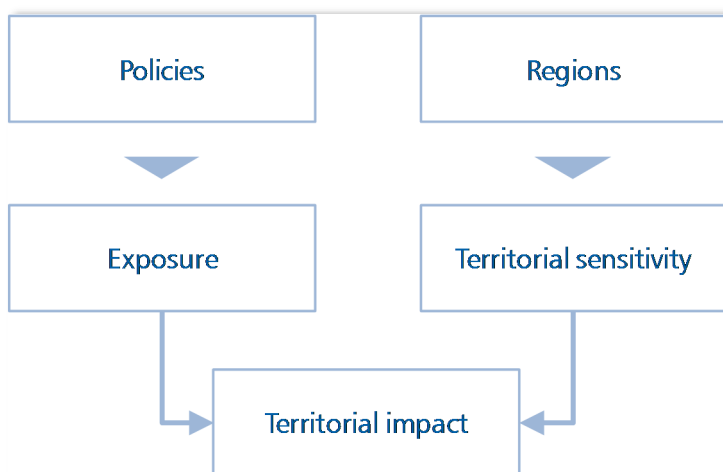 Policies
Regions
Exposure
Territorial sensitivity
Territorial impact